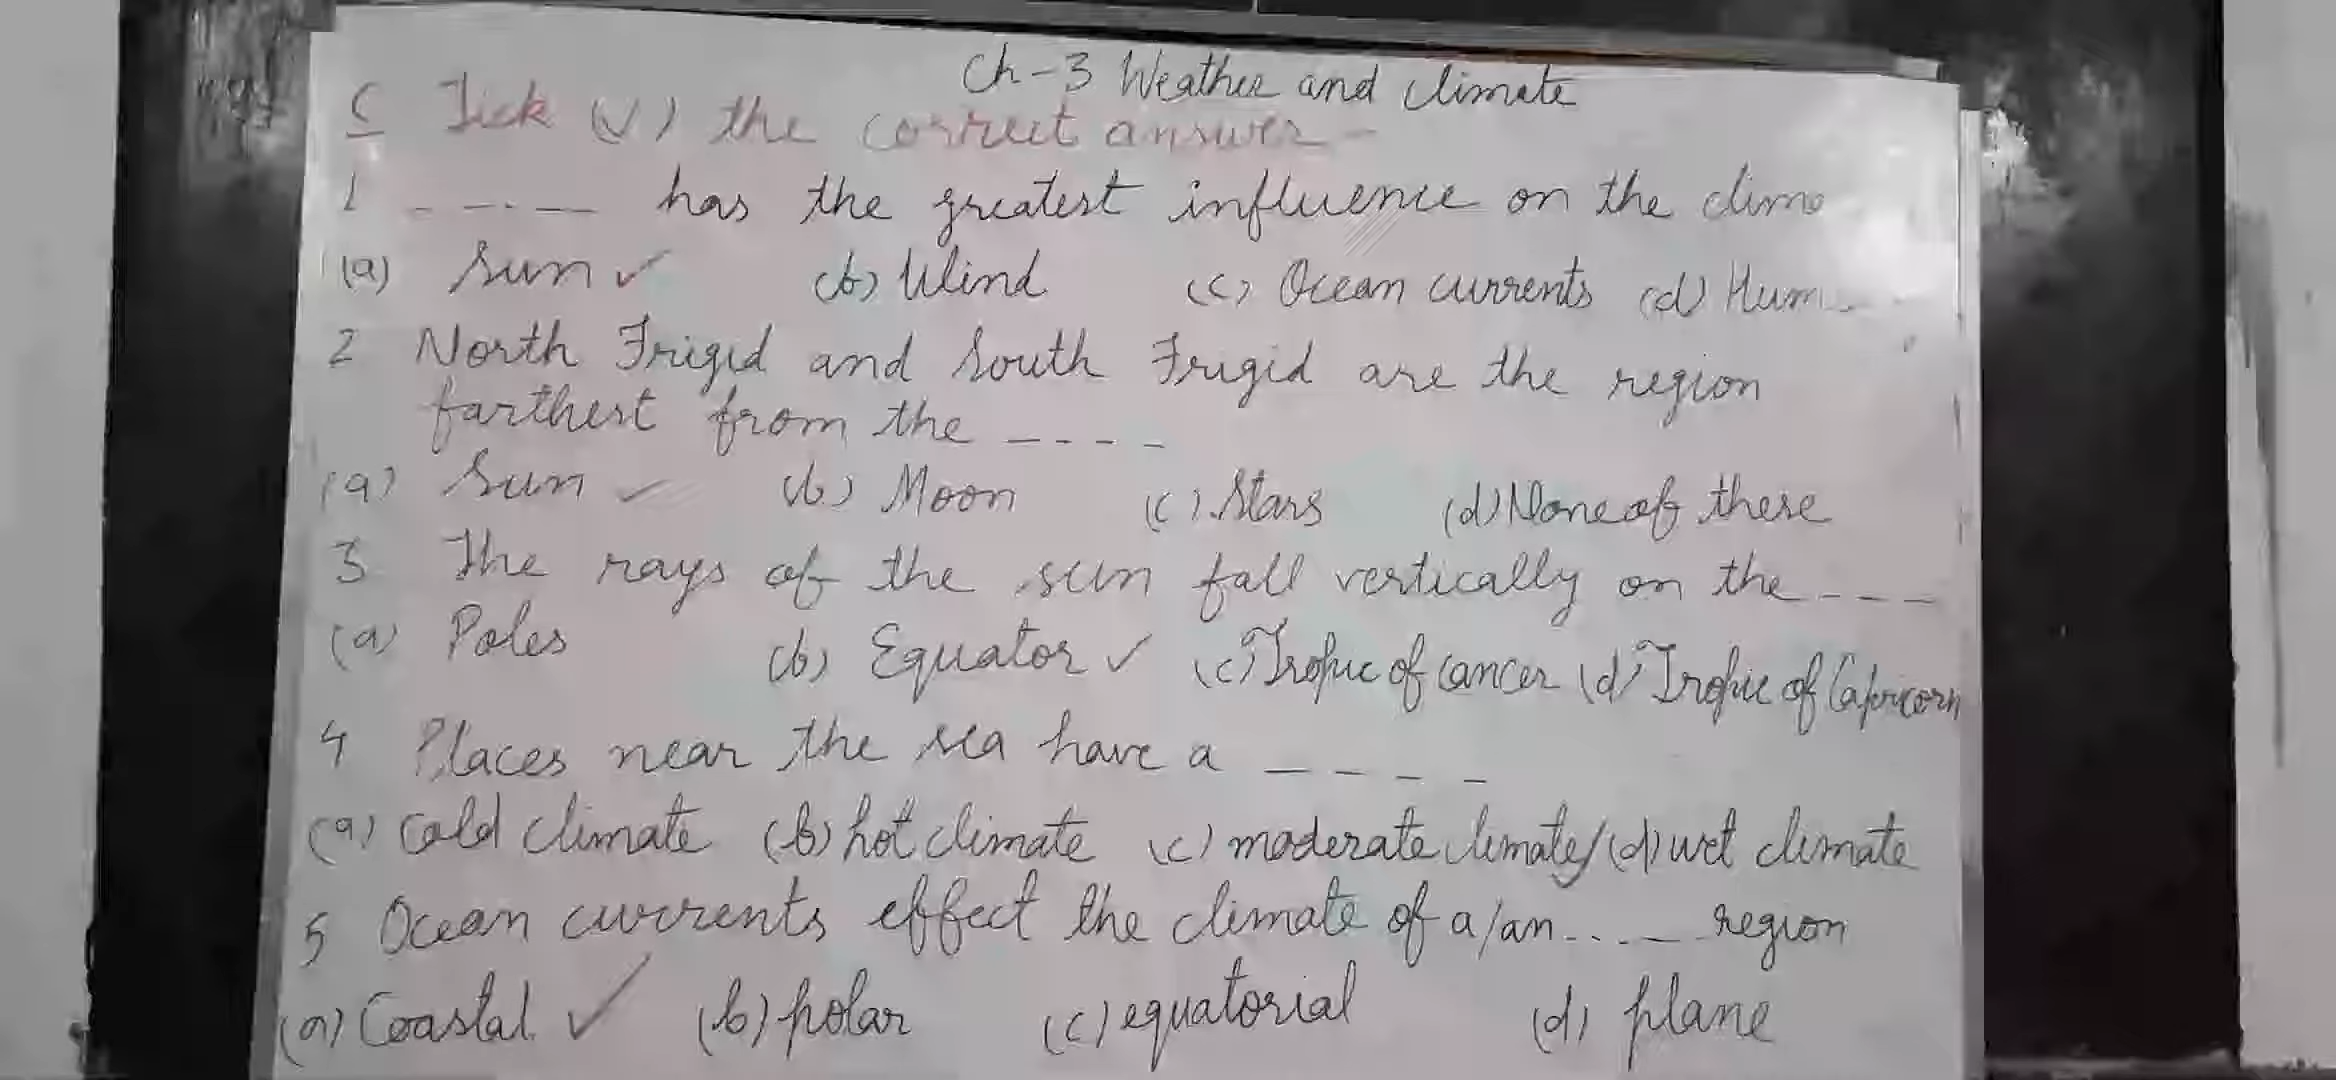 Ch-3 Weather and climate
C Tick (✓) the correct answer -
1 ----- has the greatest influence on the
(a) Sun ✓ (b) Wind (c) Ocean currents (d)
2 North Frigid and South Frigid are the region
farthest from the ----
(a) Sun ✓ (b) Moon (c) Stars (d) None of these
3 The rays of the sun fall vertically on the ---
(a) Poles (b) Equator ✓ (c) Tropic of cancer (d) Tropic of Capricorn
4 Places near the sea have a ----
(a) Cold climate (b) hot climate (c) moderate climate ✓ (d) wet climate
5 Ocean currents effect the climate of a/an ---- region
(a) Coastal ✓ (b) polar (c) equatorial (d) plane